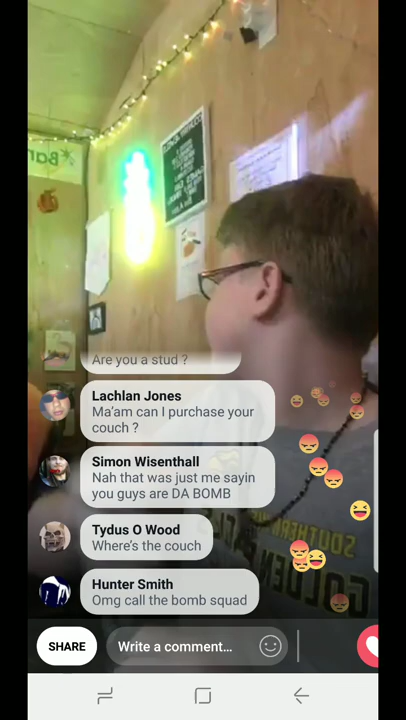 Are you a stud ?
Lachlan Jones
Ma'am can I purchase your
couch ?
Simon Wisenthall
Nah that was just me sayin
you guys are DA BOMB
Tydus O Wood
Where's the couch
Hunter Smith
Omg call the bomb squad
SOUTHERN
GOLDEN
SHARE
Write a comment...